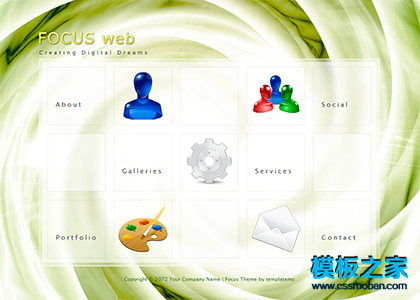 FOCUS web
Creating Digital Dreams
About
Social
Galleries
Services
Portfolio
Contact
模板之家
www.cssmoban.com
Copyright © 2072 Your Company Name | Focus Theme by templatemo